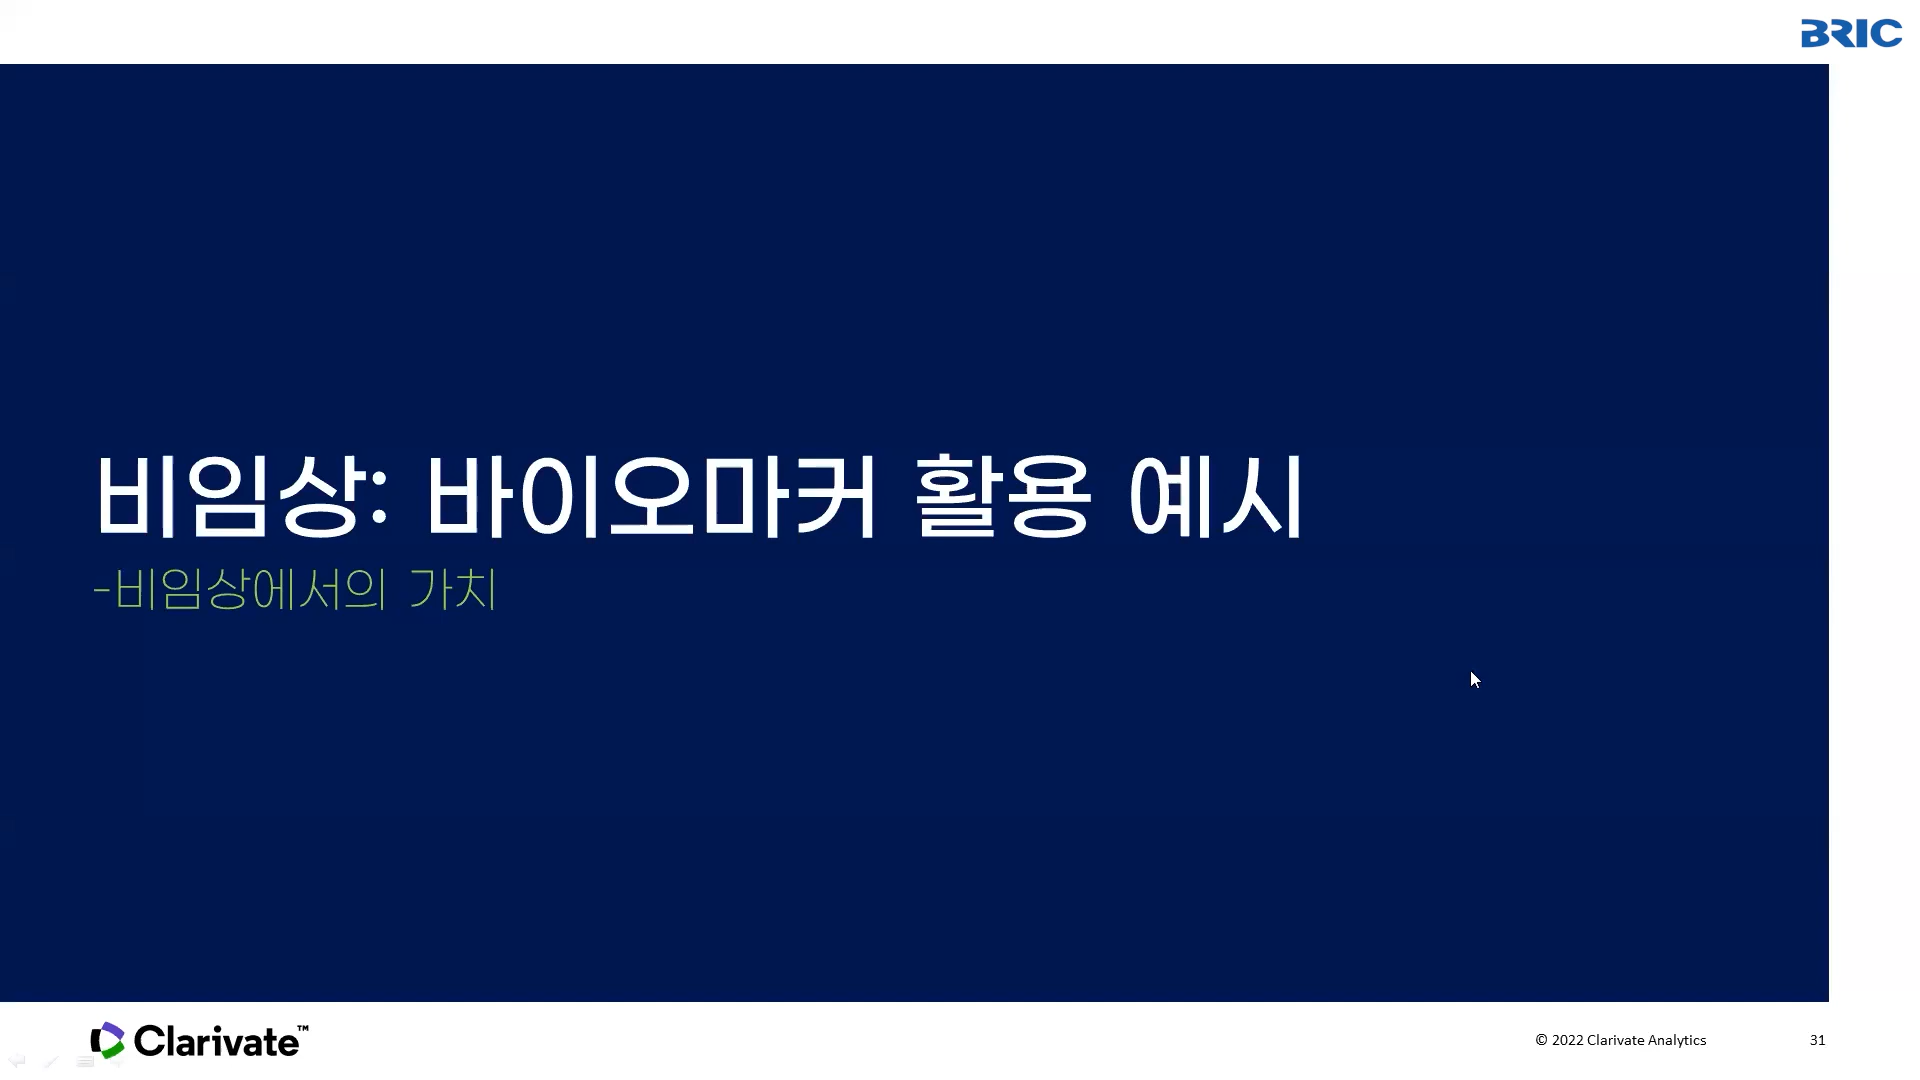 BRIC
비임상: 바이오마커 활용 예시
-비임상에서의 가치
Clarivate™
© 2022 Clarivate Analytics
31